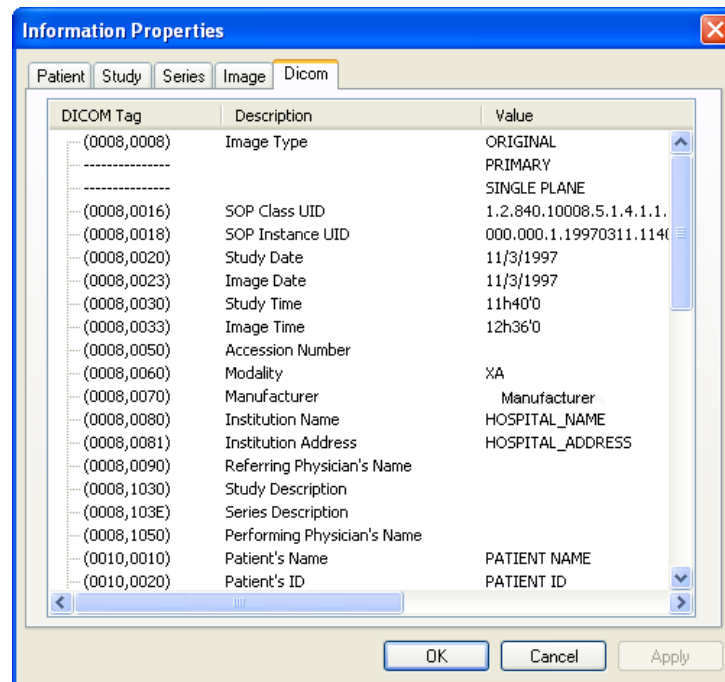 Information Properties
Patient Study Series Image Dicom
DICOM Tag Description Value
(0008,0008) Image Type ORIGINAL
--------------- PRIMARY
--------------- SINGLE PLANE
(0008,0016) SOP Class UID 1.2.840.10008.5.1.4.1.1.
(0008,0018) SOP Instance UID 000.000.1.19970311.1140
(0008,0020) Study Date 11/3/1997
(0008,0023) Image Date 11/3/1997
(0008,0030) Study Time 11h40'0
(0008,0033) Image Time 12h36'0
(0008,0050) Accession Number
(0008,0060) Modality XA
(0008,0070) Manufacturer Manufacturer
(0008,0080) Institution Name HOSPITAL_NAME
(0008,0081) Institution Address HOSPITAL_ADDRESS
(0008,0090) Referring Physician's Name
(0008,1030) Study Description
(0008,103E) Series Description
(0008,1050) Performing Physician's Name
(0010,0010) Patient's Name PATIENT NAME
(0010,0020) Patient's ID PATIENT ID
OK Cancel Apply